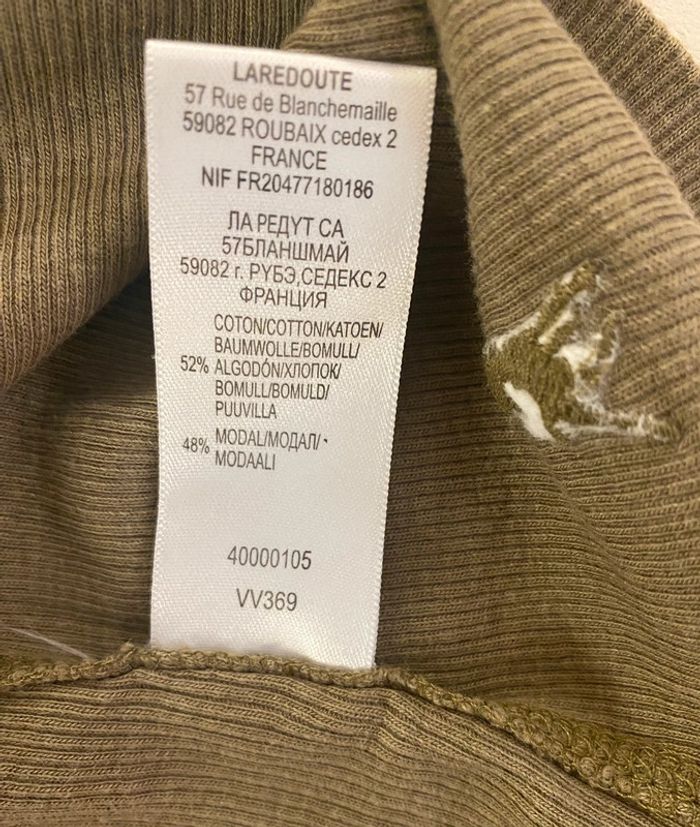 LAREDOUTE
57 Rue de Blanchemaille
59082 ROUBAIX cedex 2
FRANCE
NIF FR20477180186
ЛА РЕДУТ СА
57БЛАНШМАЙ
59082 г. РУБЭ,СЕДЕКС 2
ФРАНЦИЯ
COTON/COTTON/KATOEN/
BAUMWOLLE/BOMULL/
52% ALGODÓN/ХЛОПОК/
BOMULL/BOMULD/
PUUVILLA
48% MODAL/МОДАЛ/
MODAALI
40000105
VV369